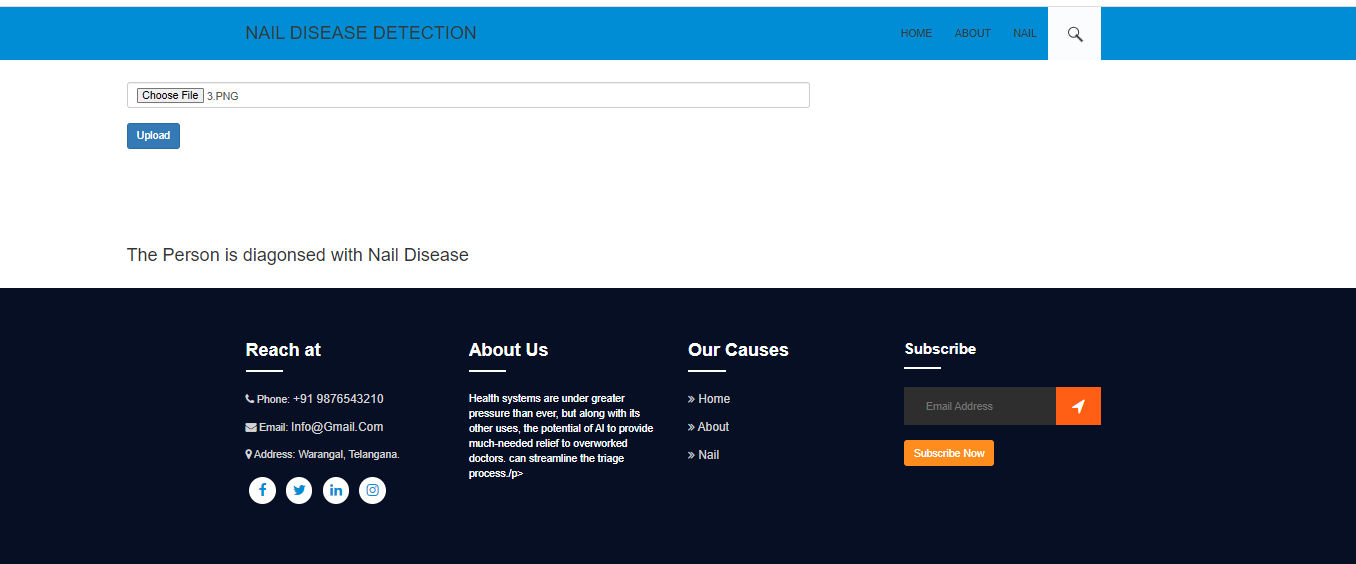 NAIL DISEASE DETECTION
HOME ABOUT NAIL
Choose File 3.PNG
Upload
The Person is diagonsed with Nail Disease
Reach at
Phone: +91 9876543210
Email: Info@Gmail.Com
Address: Warangal, Telangana.
About Us
Health systems are under greater
pressure than ever, but along with its
other uses, the potential of AI to provide
much-needed relief to overworked
doctors. can streamline the triage
process./p>
Our Causes
» Home
» About
» Nail
Subscribe
Email Address
Subscribe Now